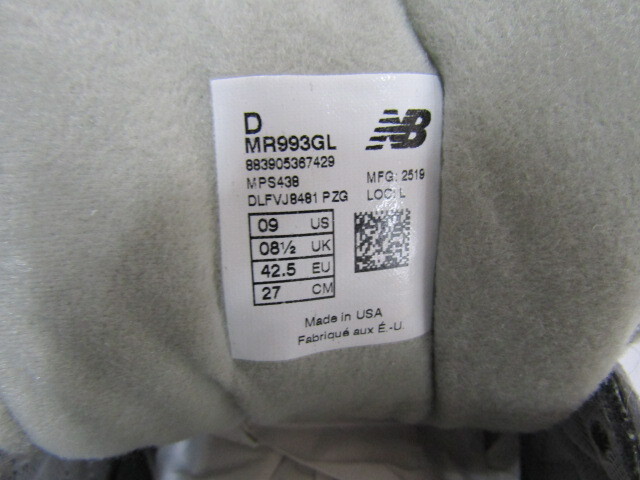 D
MR993GL
NB
883905367429
MPS438
MFG: 2519
DLFVJ8481 PZG
LOC: L
09 US
08½ UK
42.5 EU
27 CM
Made in USA
Fabriqué aux É.-U.